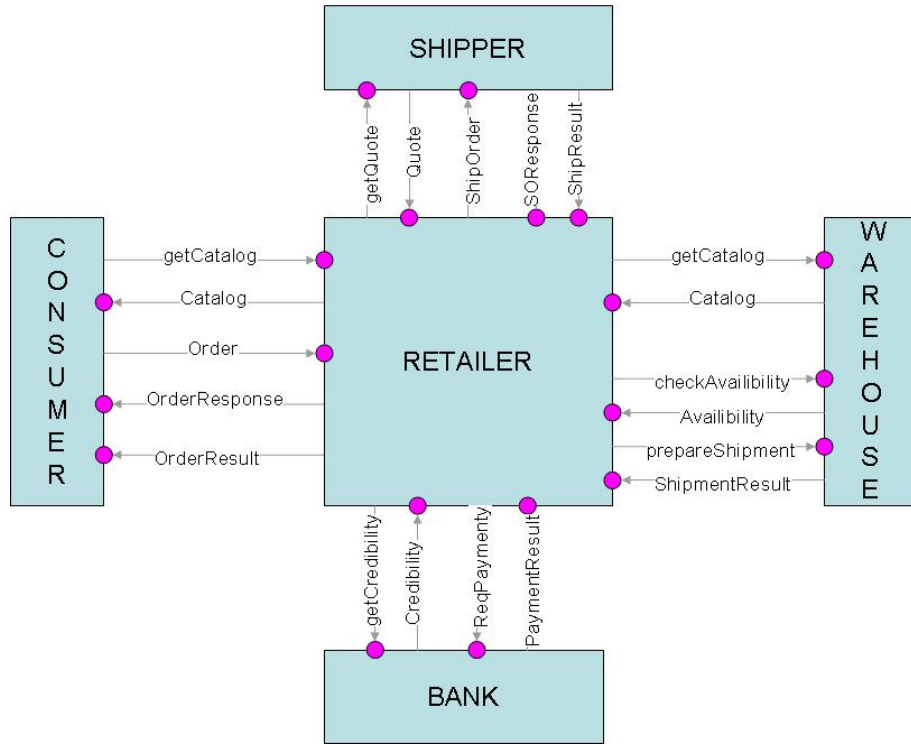 SHIPPER
getQuote
Quote
ShipOrder
SOResponse
ShipResult
CONSUMER
getCatalog
Catalog
Order
OrderResponse
OrderResult
RETAILER
getCatalog
Catalog
checkAvailibility
Availibility
prepareShipment
ShipmentResult
WAREHOUSE
getCredibility
Credibility
ReqPaymenty
PaymentResult
BANK